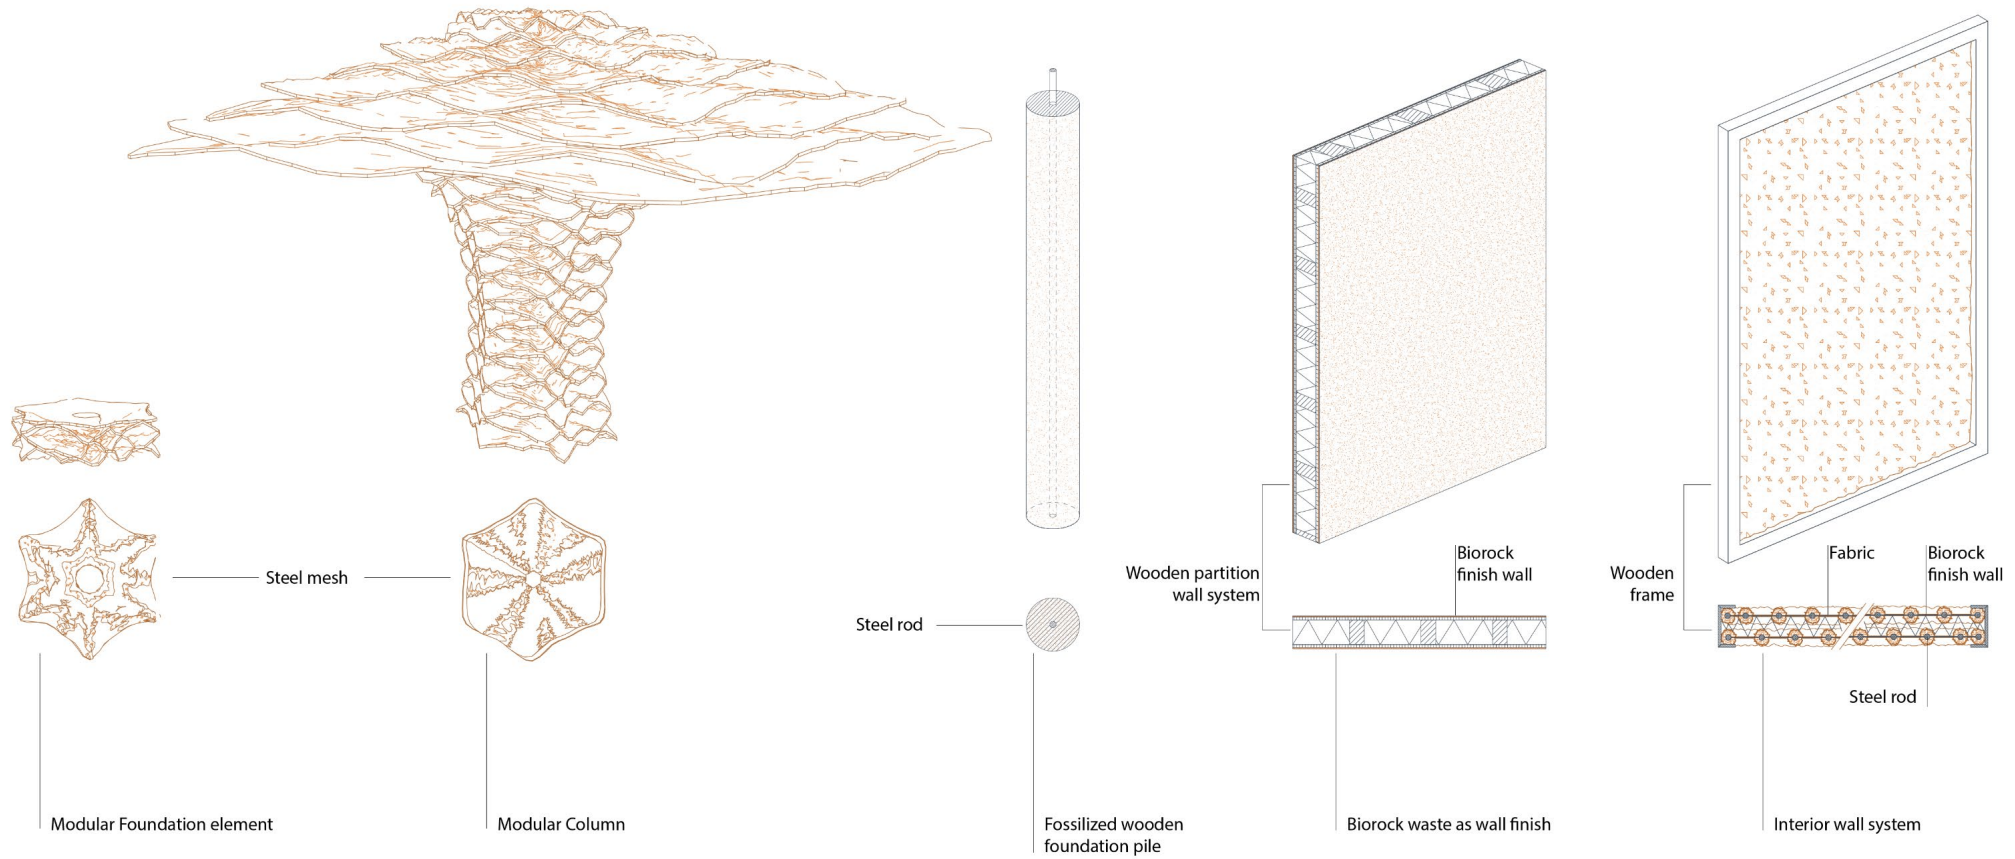 Steel mesh
Steel rod
Wooden partition
wall system
Biorock
finish wall
Wooden
frame
Fabric
Biorock
finish wall
Steel rod
Modular Foundation element
Modular Column
Fossilized wooden
foundation pile
Biorock waste as wall finish
Interior wall system